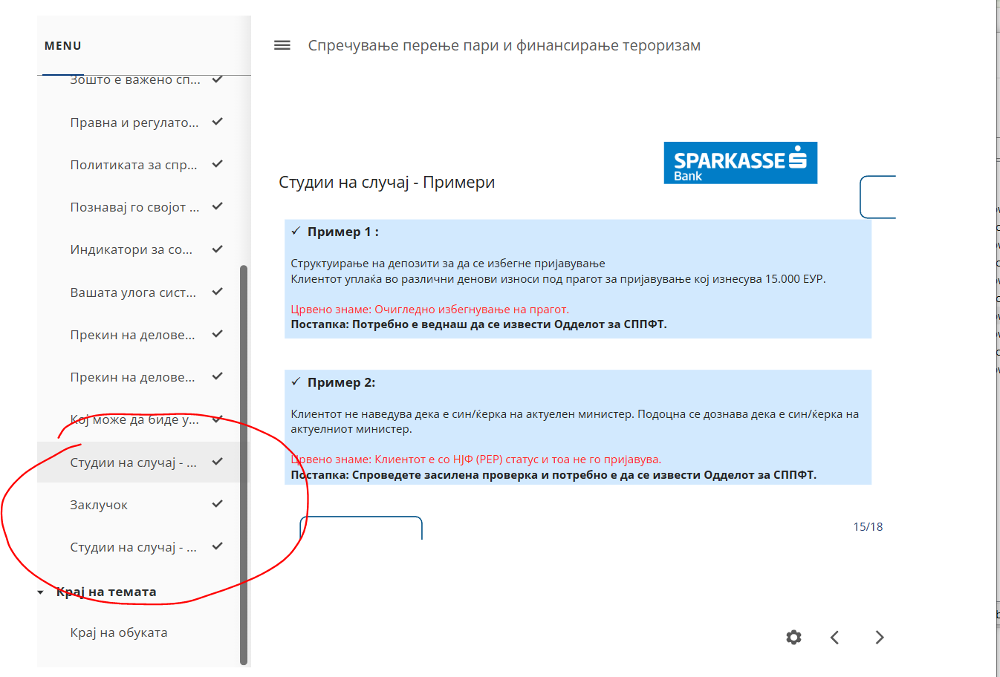 MENU
Спречување перење пари и финансирање тероризам
Зошто е важено сп...
Правна и регулато...
Политиката за спр...
Познавај го својот ...
Индикатори за со...
Вашата улога сист...
Прекин на делове...
Прекин на делове...
Кој може да биде у...
Студии на случај - ...
Заклучок
Студии на случај - ...
Крај на темата
Крај на обуката
SPARKASSE
Bank
Студии на случај - Примери
Пример 1 :
Структуирање на депозити за да се избегне пријавување
Клиентот уплаќа во различни денови износи под прагот за пријавување кој изнесува 15.000 ЕУР.
Црвено знаме: Очигледно избегнување на прагот.
Постапка: Потребно е веднаш да се извести Одделот за СППФТ.
Пример 2:
Клиентот не наведува дека е син/ќерка на актуелен министер. Подоцна се дознава дека е син/ќерка на
актуелниот министер.
Црвено знаме: Клиентот е со НЈФ (PEP) статус и тоа не го пријавува.
Постапка: Спроведете засилена проверка и потребно е да се извести Одделот за СППФТ.
15/18